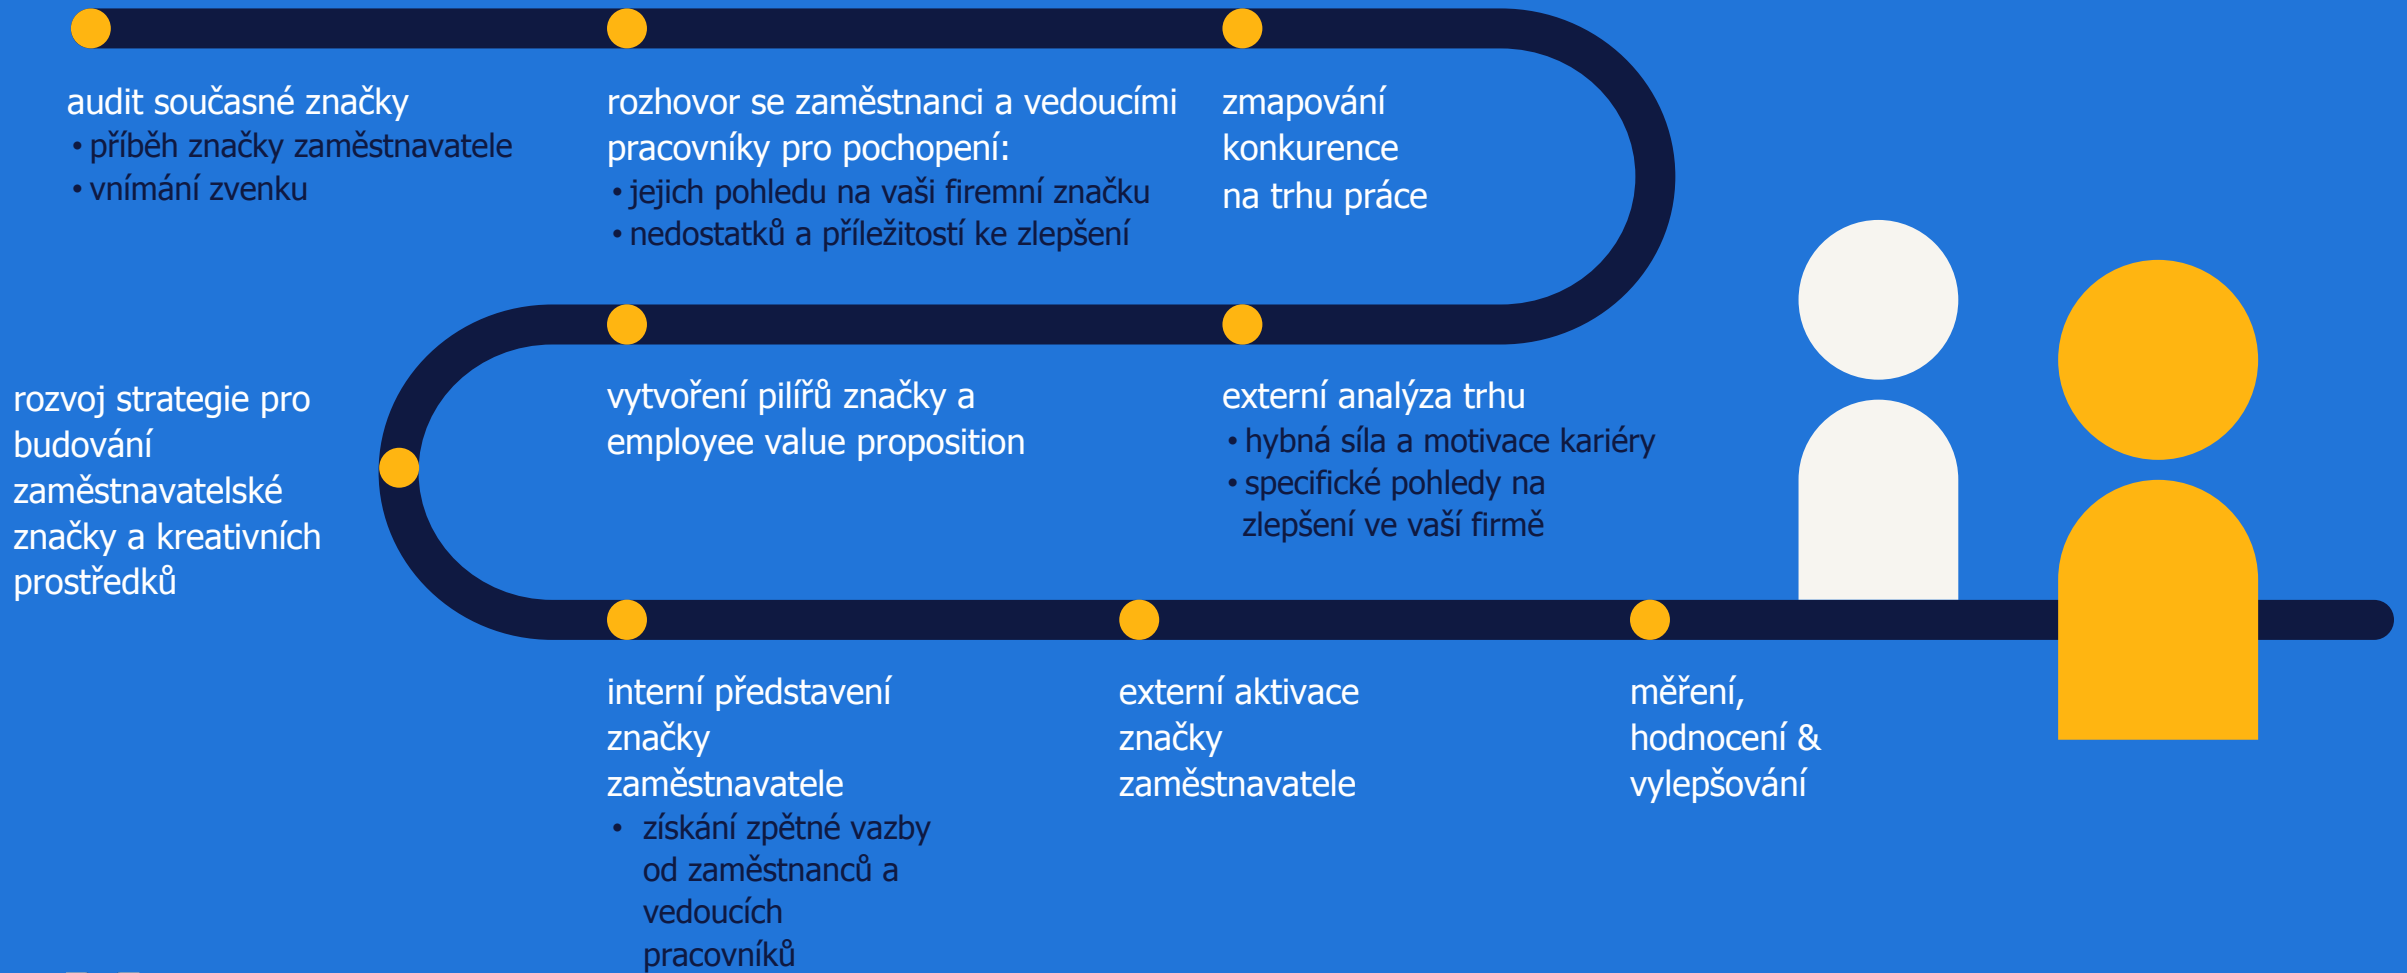 audit současné značky
• příběh značky zaměstnavatele
• vnímání zvenku
rozhovor se zaměstnanci a vedoucími
pracovníky pro pochopení:
• jejich pohledu na vaši firemní značku
• nedostatků a příležitostí ke zlepšení
zmapování
konkurence
na trhu práce
externí analýza trhu
• hybná síla a motivace kariéry
• specifické pohledy na
zlepšení ve vaší firmě
vytvoření pilířů značky a
employee value proposition
rozvoj strategie pro
budování
zaměstnavatelské
značky a kreativních
prostředků
interní představení
značky
zaměstnavatele
• získání zpětné vazby
od zaměstnanců a
vedoucích
pracovníků
externí aktivace
značky
zaměstnavatele
měření,
hodnocení &
vylepšování